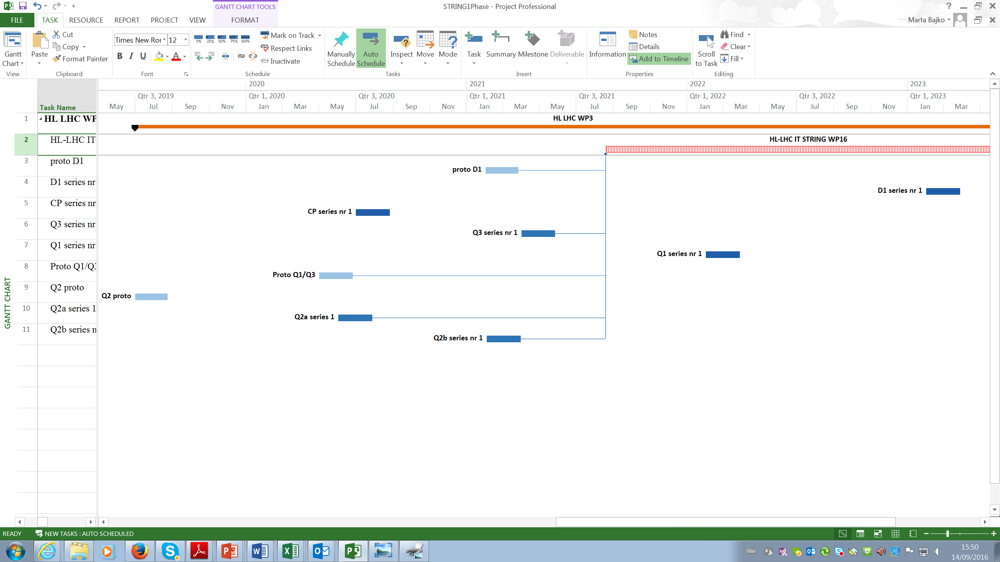 GANTT CHART TOOLS
STRING1Phase - Project Professional
?
FILE TASK RESOURCE REPORT PROJECT VIEW FORMAT
Marta Bajko
Gantt Chart
View
Paste
Cut
Copy
Format Painter
Clipboard
Times New Ror 12
B I U A
Font
0% 25% 50% 75% 100%
Mark on Track
Respect Links
Inactivate
Schedule
Manually Schedule
Auto Schedule
Inspect
Move
Mode
Tasks
Task
Summary
Milestone
Deliverable
Insert
Information
Notes
Details
Add to Timeline
Properties
Scroll to Task
Find
Clear
Fill
Editing
2020 2021 2022 2023
Qtr 3, 2019 Qtr 1, 2020 Qtr 3, 2020 Qtr 1, 2021 Qtr 3, 2021 Qtr 1, 2022 Qtr 3, 2022 Qtr 1, 2023
Task Name
May Jul Sep Nov Jan Mar May Jul Sep Nov Jan Mar May Jul Sep Nov Jan Mar May Jul Sep Nov Jan Mar
1 HL LHC WP
HL LHC WP3
2 HL-LHC IT
HL-LHC IT STRING WP16
3 proto D1
proto D1
4 D1 series nr
D1 series nr 1
5 CP series nr
CP series nr 1
6 Q3 series nr
Q3 series nr 1
7 Q1 series nr
Q1 series nr 1
8 Proto Q1/Q3
Proto Q1/Q3
9 Q2 proto
Q2 proto
10 Q2a series 1
Q2a series 1
11 Q2b series n
Q2b series nr 1
GANTT CHART
READY NEW TASKS : AUTO SCHEDULED
15:50
14/09/2016